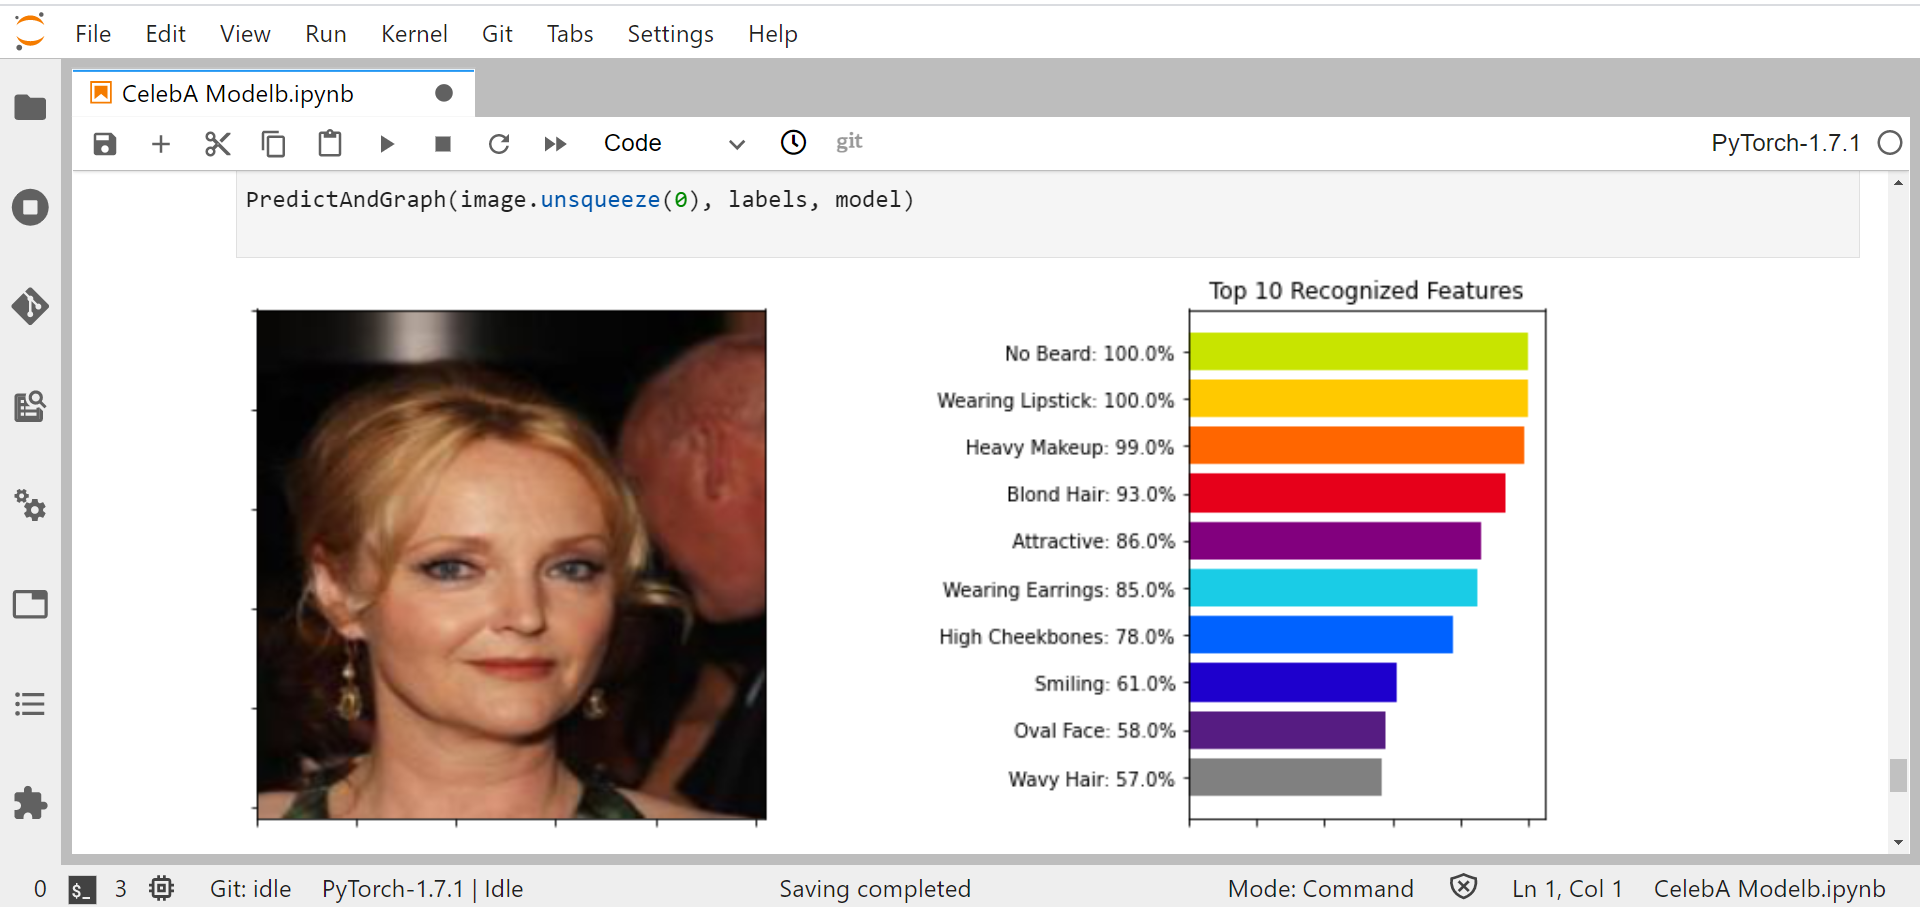 File Edit View Run Kernel Git Tabs Settings Help
CelebA Modelb.ipynb
Code git PyTorch-1.7.1
PredictAndGraph(image.unsqueeze(0), labels, model)
Top 10 Recognized Features
No Beard: 100.0%
Wearing Lipstick: 100.0%
Heavy Makeup: 99.0%
Blond Hair: 93.0%
Attractive: 86.0%
Wearing Earrings: 85.0%
High Cheekbones: 78.0%
Smiling: 61.0%
Oval Face: 58.0%
Wavy Hair: 57.0%
0 $_ 3 Git: idle PyTorch-1.7.1 | Idle Saving completed Mode: Command Ln 1, Col 1 CelebA Modelb.ipynb